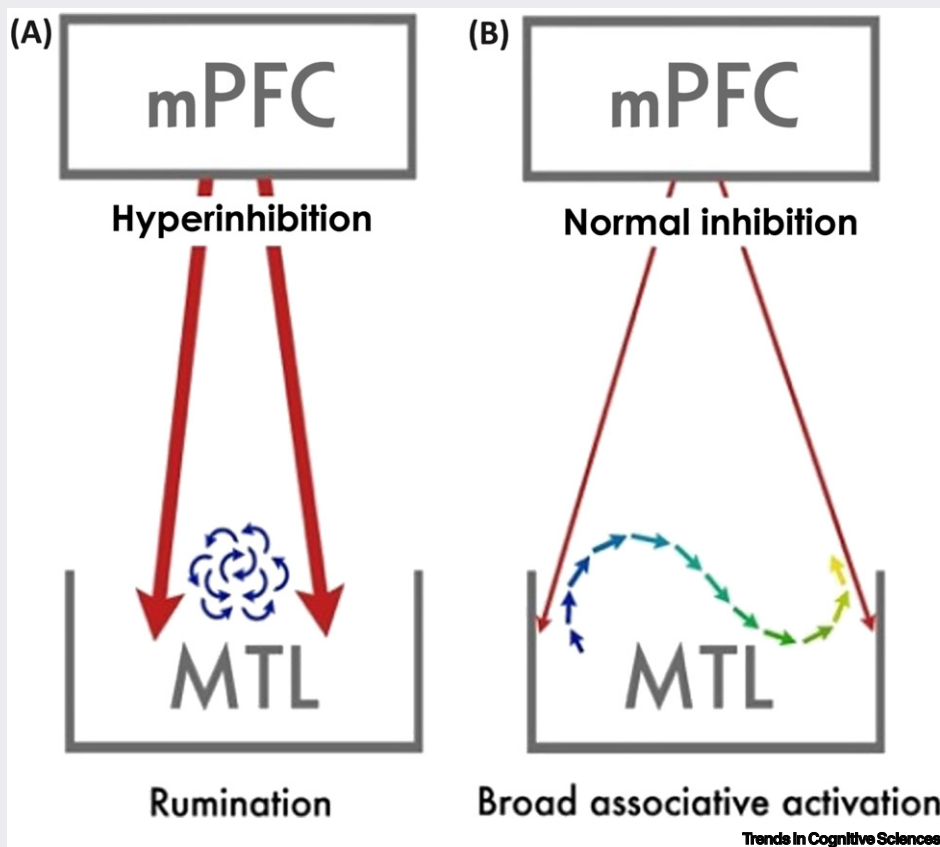 (A)
mPFC
Hyperinhibition
MTL
Rumination
(B)
mPFC
Normal inhibition
MTL
Broad associative activation
Trends in Cognitive Sciences